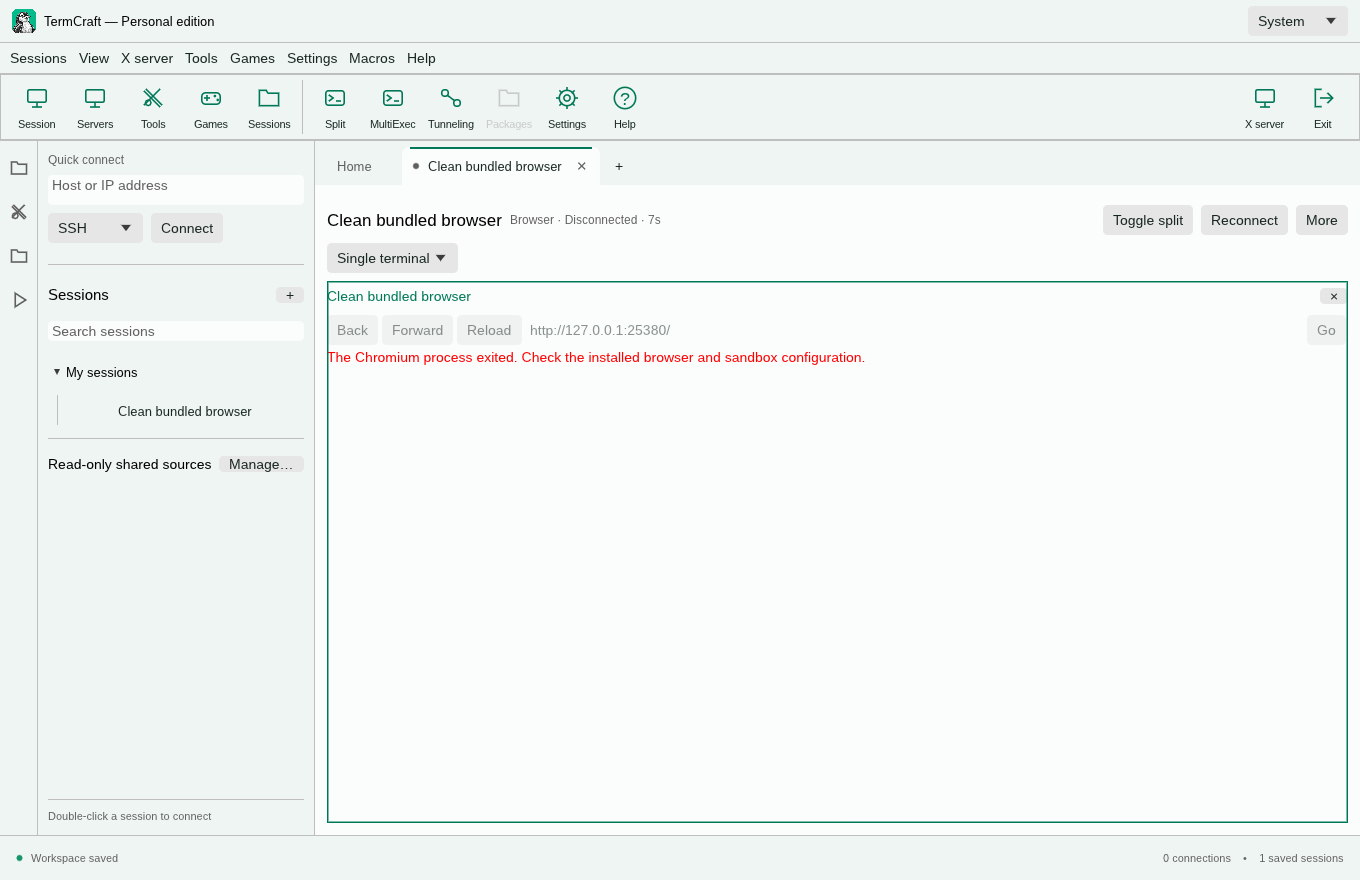 TermCraft — Personal edition
System
Sessions View X server Tools Games Settings Macros Help
Session Servers Tools Games Sessions Split MultiExec Tunneling Packages Settings Help X server Exit
Quick connect
Host or IP address
SSH Connect
Sessions +
Search sessions
My sessions
Clean bundled browser
Read-only shared sources Manage…
Double-click a session to connect
Home Clean bundled browser ✕ +
Clean bundled browser Browser · Disconnected · 7s Toggle split Reconnect More
Single terminal
Clean bundled browser ×
Back Forward Reload http://127.0.0.1:25380/ Go
The Chromium process exited. Check the installed browser and sandbox configuration.
Workspace saved 0 connections • 1 saved sessions